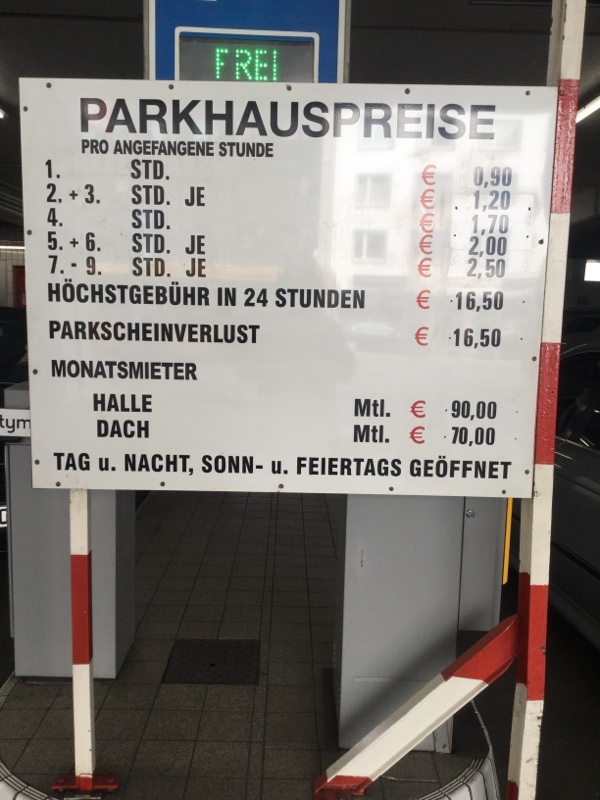 FREI
PARKHAUSPREISE
PRO ANGEFANGENE STUNDE
1. STD. € 0,90
2. + 3. STD. JE € 1,20
4. STD. € 1,70
5. + 6. STD. JE € 2,00
7. - 9. STD. JE € 2,50
HÖCHSTGEBÜHR IN 24 STUNDEN € 16,50
PARKSCHEINVERLUST € 16,50
MONATSMIETER
HALLE Mtl. € 90,00
DACH Mtl. € 70,00
TAG u. NACHT, SONN- u. FEIERTAGS GEÖFFNET